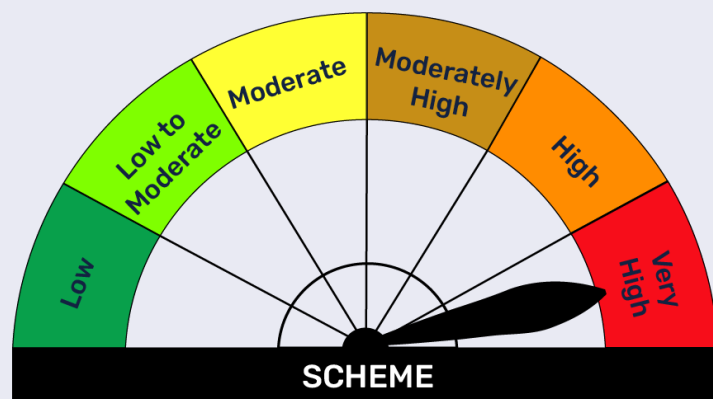 Low
Low to
Moderate
Moderate
Moderately
High
High
Very
High
SCHEME